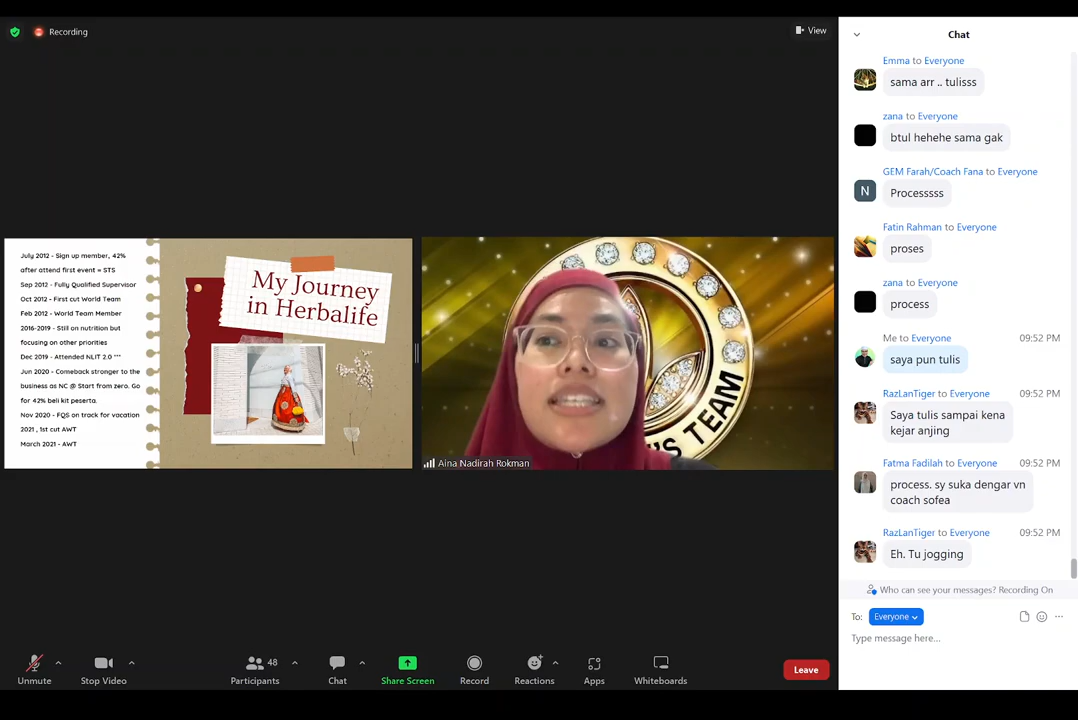 Recording
View
July 2012 - Sign up member, 42%
after attend first event = STS
Sep 2012 - Fully Qualified Supervisor
Oct 2012 - First cut World Team
Feb 2012 - World Team Member
2016-2019 - Still on nutrition but
focusing on other priorities
Dec 2019 - Attended NLIT 2.0 ***
Jun 2020 - Comeback stronger to the
business as NC @ Start from zero. Go
for 42% beli kit peserta.
Nov 2020 - FQS on track for vacation
2021 , 1st cut AWT
March 2021 - AWT
My Journey
in Herbalife
'S TEAM
Aina Nadirah Rokman
Chat
Emma to Everyone
sama arr .. tulisss
zana to Everyone
btul hehehe sama gak
GEM Farah/Coach Fana to Everyone
N
Processsss
Fatin Rahman to Everyone
proses
zana to Everyone
process
Me to Everyone 09:52 PM
saya pun tulis
RazLanTiger to Everyone 09:52 PM
Saya tulis sampai kena
kejar anjing
Fatma Fadilah to Everyone 09:52 PM
process. sy suka dengar vn
coach sofea
RazLanTiger to Everyone 09:52 PM
Eh. Tu jogging
Who can see your messages? Recording On
To: Everyone
Type message here...
Unmute
Stop Video
48
Participants
Chat
Share Screen
Record
Reactions
Apps
Whiteboards
Leave